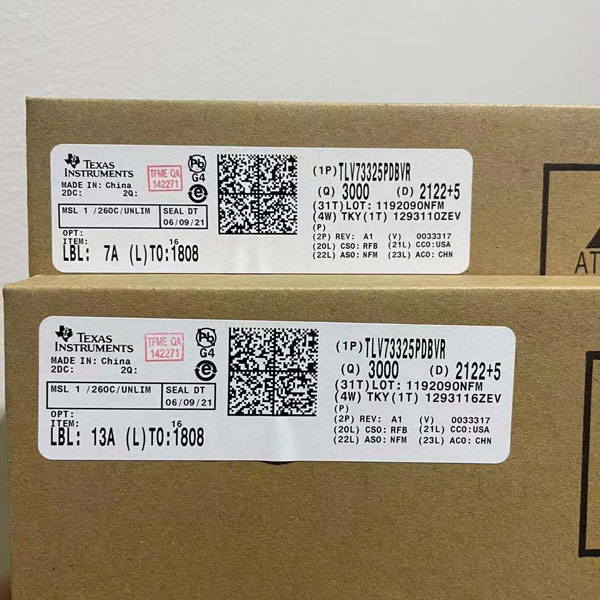 TEXAS
INSTRUMENTS
MADE IN: China
2DC: 2Q:
TFME QA
142271
Pb
G4
e
MSL 1 /260C/UNLIM
SEAL DT
06/09/21
OPT:
ITEM: 16
LBL: 7A (L)TO:1808
(1P)TLV73325PDBVR
(Q) 3000 (D) 2122+5
(31T)LOT: 1192090NFM
(4W) TKY(1T) 1293110ZEV
(P)
(2P) REV: A1 (V) 0033317
(20L) CSO: RFB (21L) CCO:USA
(22L) ASO: NFM (23L) ACO: CHN
AT
TEXAS
INSTRUMENTS
MADE IN: China
2DC: 2Q:
TFME QA
142271
Pb
G4
e
MSL 1 /260C/UNLIM
SEAL DT
06/09/21
OPT:
ITEM: 16
LBL: 13A (L)TO:1808
(1P)TLV73325PDBVR
(Q) 3000 (D) 2122+5
(31T)LOT: 1192090NFM
(4W) TKY(1T) 1293116ZEV
(P)
(2P) REV: A1 (V) 0033317
(20L) CSO: RFB (21L) CCO:USA
(22L) ASO: NFM (23L) ACO: CHN